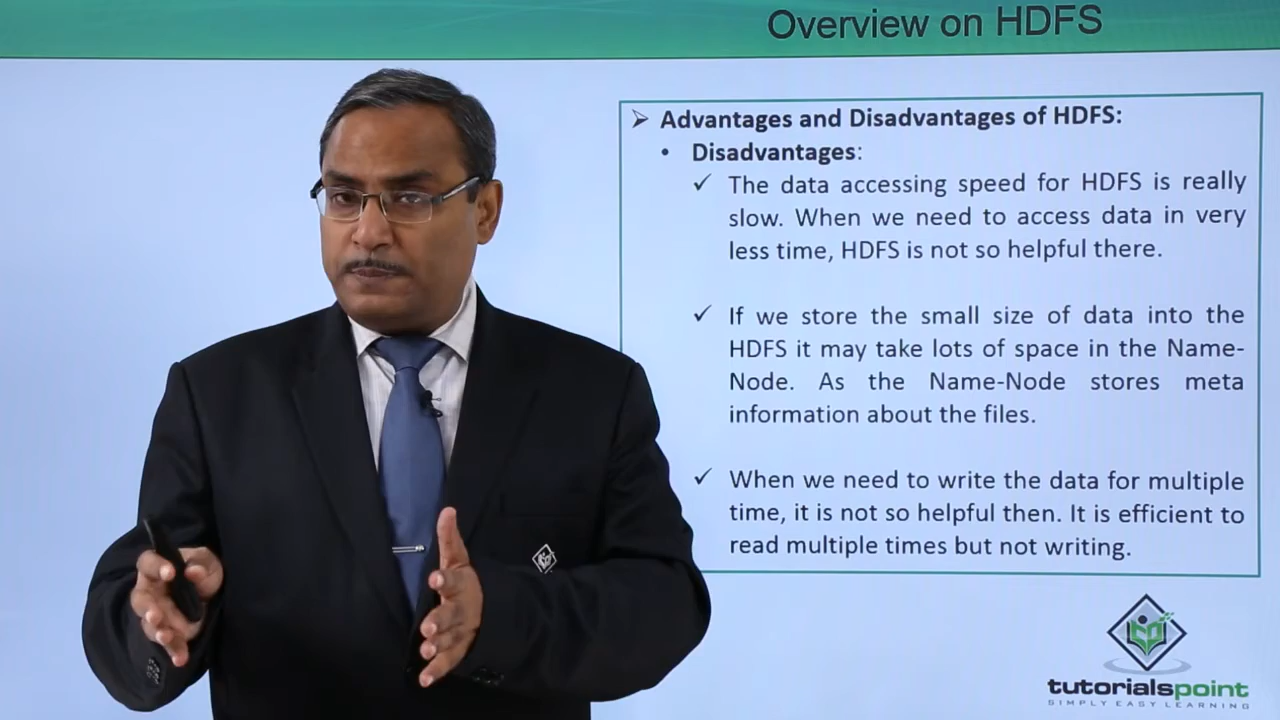 Overview on HDFS
➢ Advantages and Disadvantages of HDFS:
• Disadvantages:
✓ The data accessing speed for HDFS is really
slow. When we need to access data in very
less time, HDFS is not so helpful there.
✓ If we store the small size of data into the
HDFS it may take lots of space in the Name-
Node. As the Name-Node stores meta
information about the files.
✓ When we need to write the data for multiple
time, it is not so helpful then. It is efficient to
read multiple times but not writing.
tutorialspoint
SIMPLY EASY LEARNING